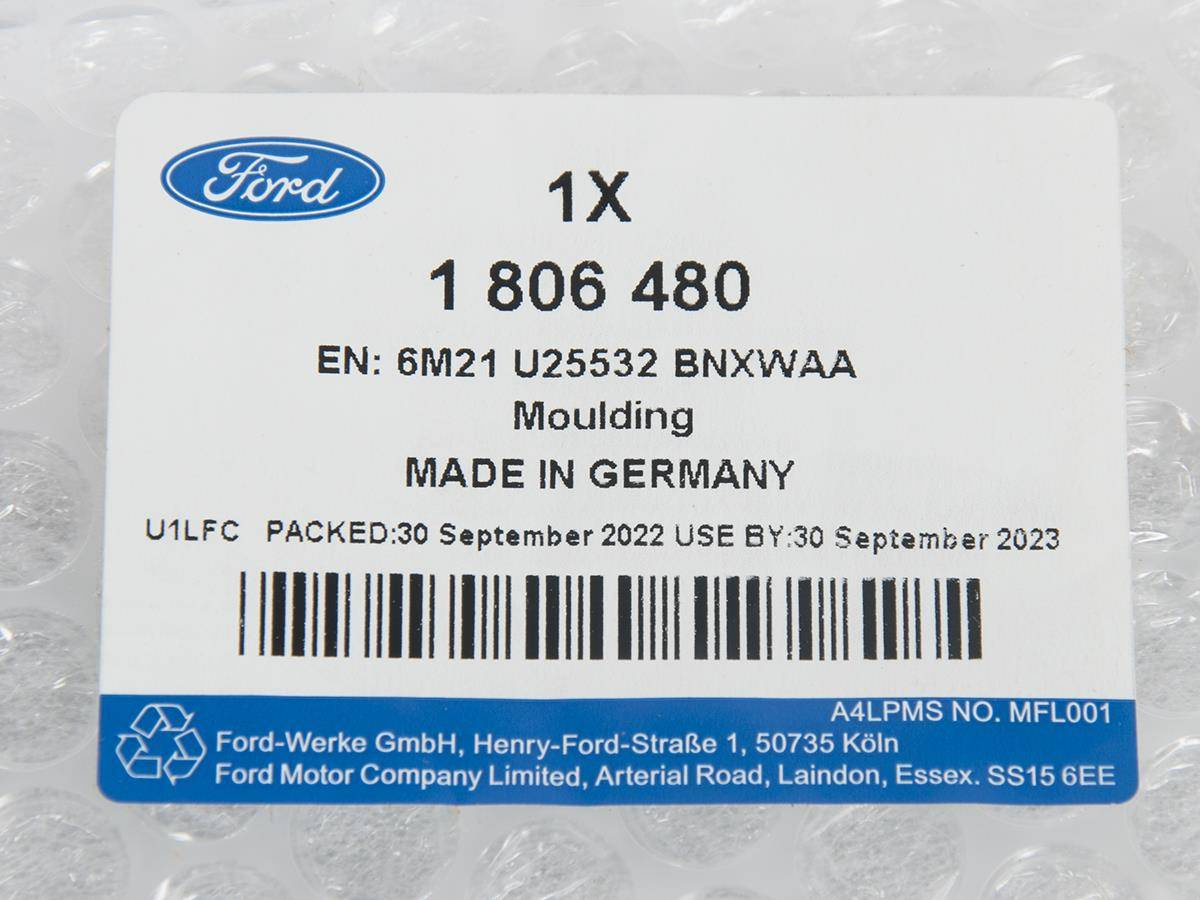 Ford
1X
1 806 480
EN: 6M21 U25532 BNXWAA
Moulding
MADE IN GERMANY
U1LFC PACKED:30 September 2022 USE BY:30 September 2023
A4LPMS NO. MFL001
Ford-Werke GmbH, Henry-Ford-Straße 1, 50735 Köln
Ford Motor Company Limited, Arterial Road, Laindon, Essex. SS15 6EE